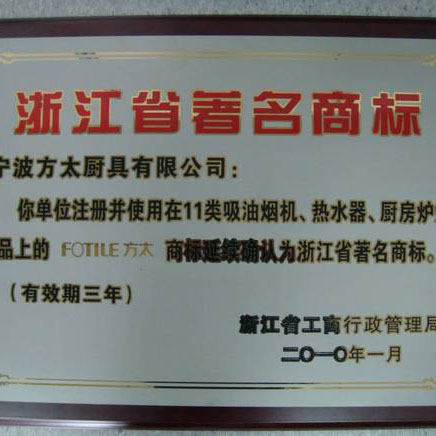 浙江省著名商标
宁波方太厨具有限公司：
你单位注册并使用在11类吸油烟机、热水器、厨房炉
品上的 FOTILE方太 商标延续确认为浙江省著名商标。
（有效期三年）
浙江省工商行政管理局
二〇一〇年一月